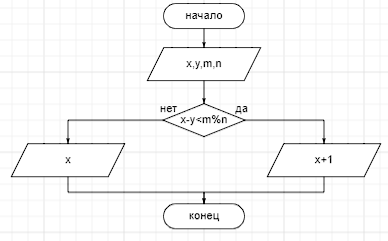 начало
x,y,m,n
нет
да
x-y<m%n
x
x+1
конец